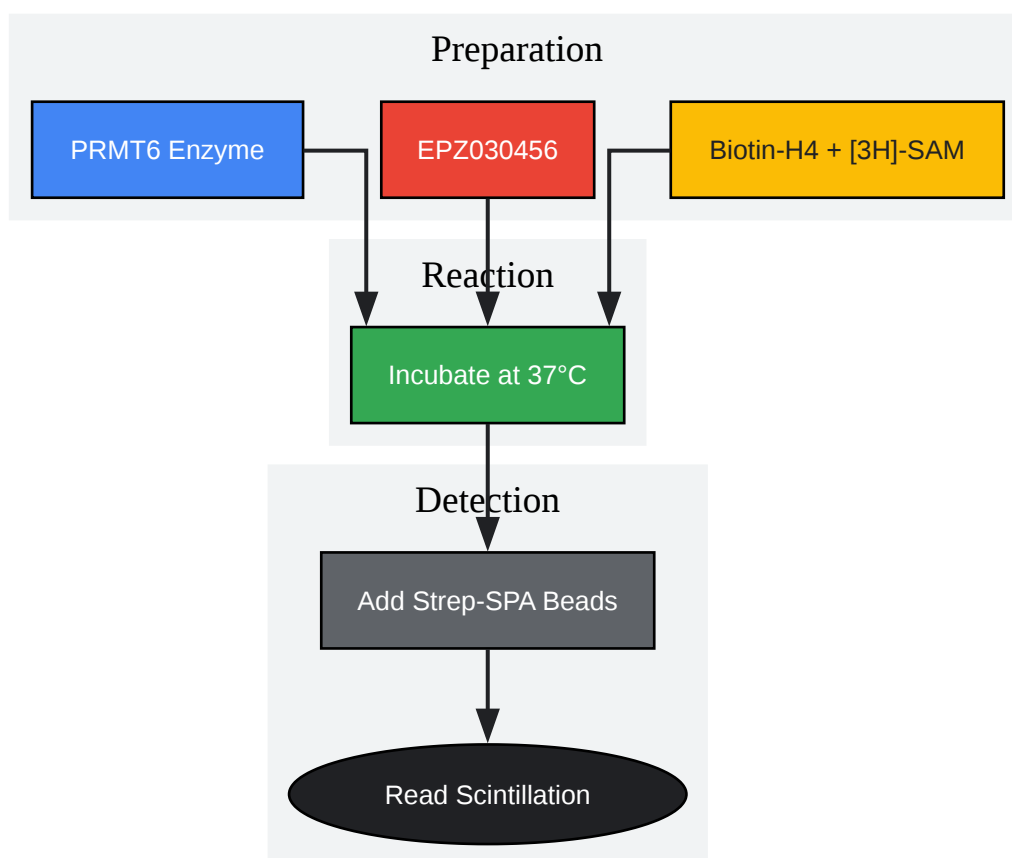 Preparation
PRMT6 Enzyme
EPZ030456
Biotin-H4 + [3H]-SAM
Reaction
Incubate at 37°C
Detection
Add Strep-SPA Beads
Read Scintillation